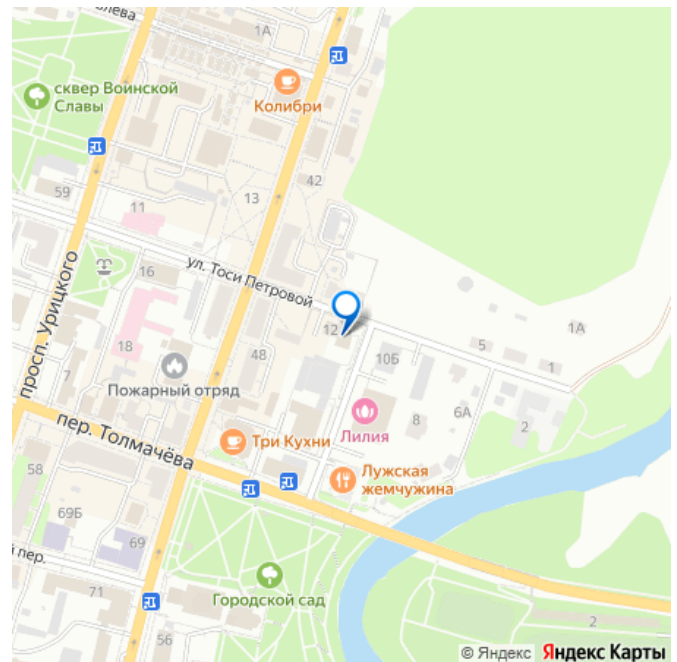 олева
1А
сквер Воинской
Славы
Колибри
59
11
13
42
ул. Тоси Петровой
16
просп. Урицкого
12
1А
5
1
10Б
18
48
7
Пожарный отряд
Лилия
8
6А
2
пер. Толмачёва
Три Кухни
Лужская
жемчужина
58
69Б
69
й пер.
Городской сад
71
56
2
© Яндекс Яндекс Карты